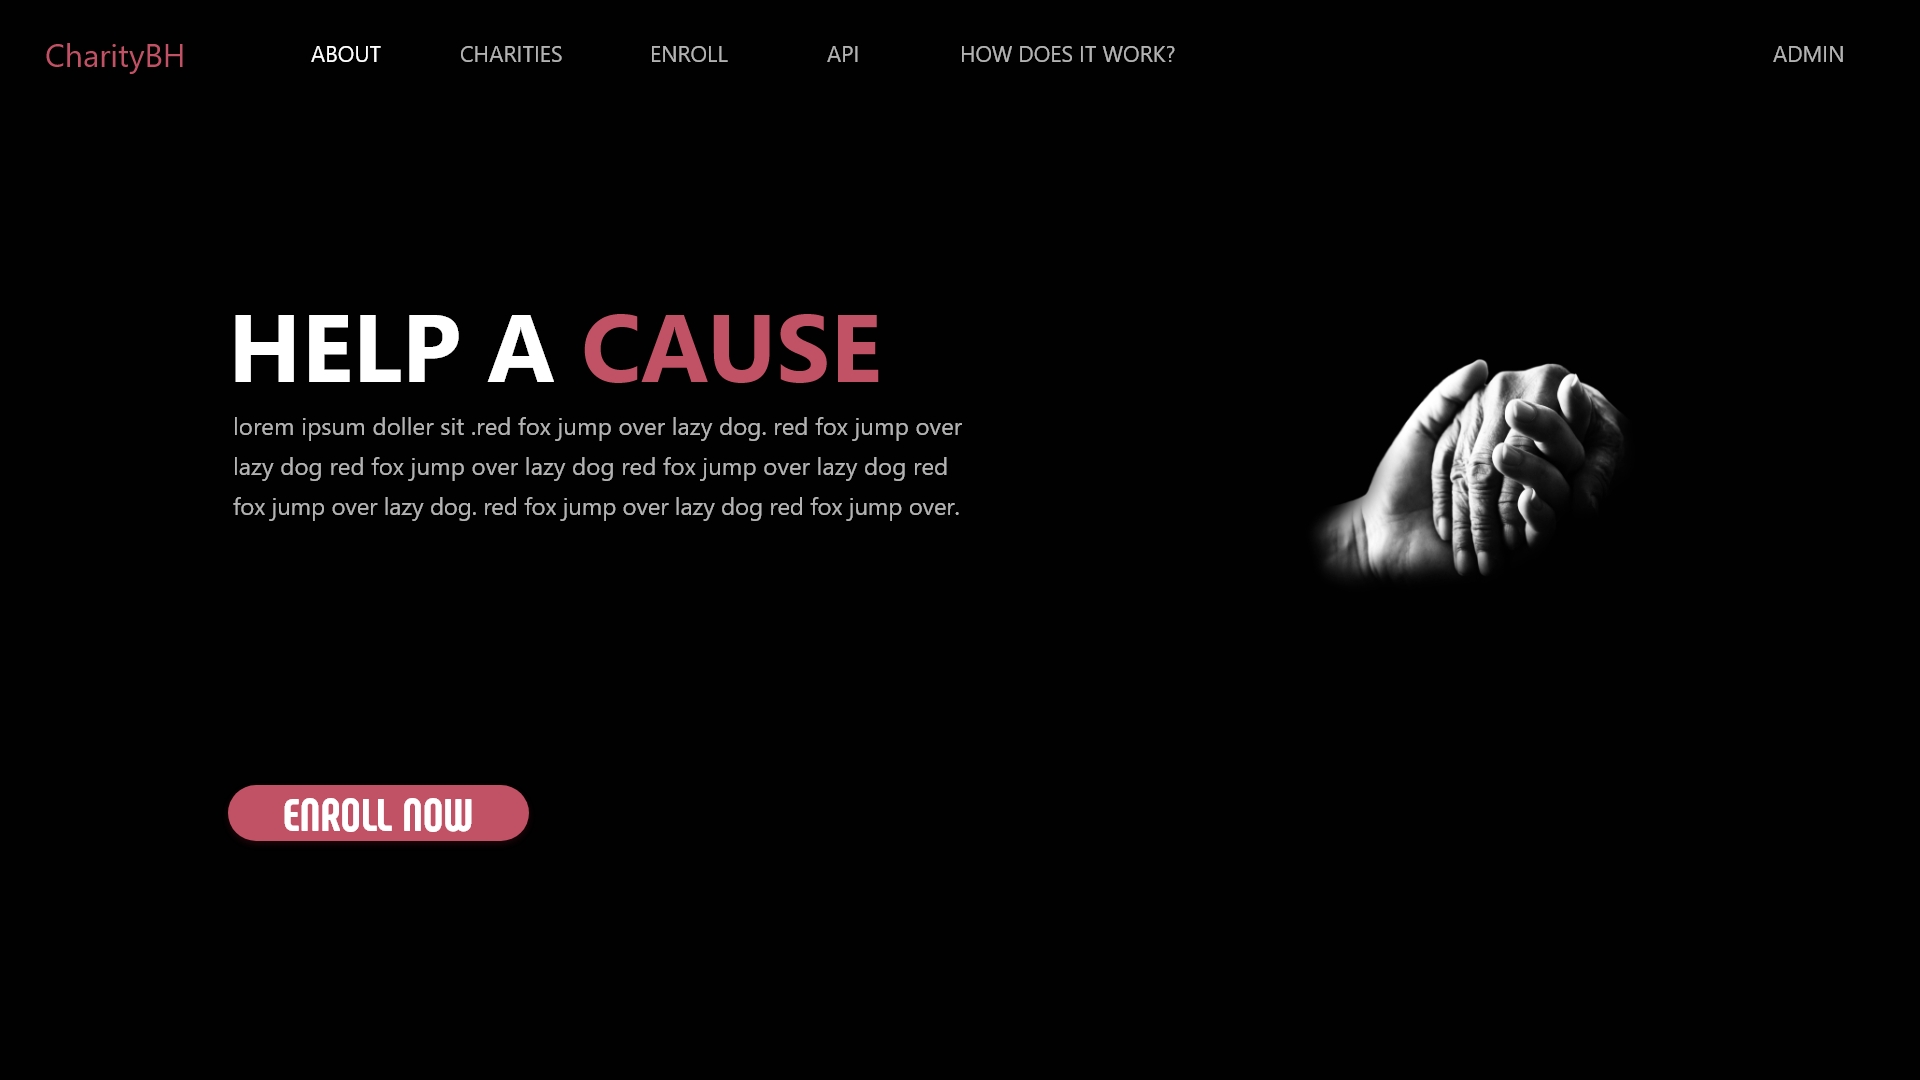 CharityBH
ABOUT
CHARITIES
ENROLL
API
HOW DOES IT WORK?
ADMIN
HELP A CAUSE
lorem ipsum doller sit .red fox jump over lazy dog. red fox jump over
lazy dog red fox jump over lazy dog red fox jump over lazy dog red
fox jump over lazy dog. red fox jump over lazy dog red fox jump over.
ENROLL NOW